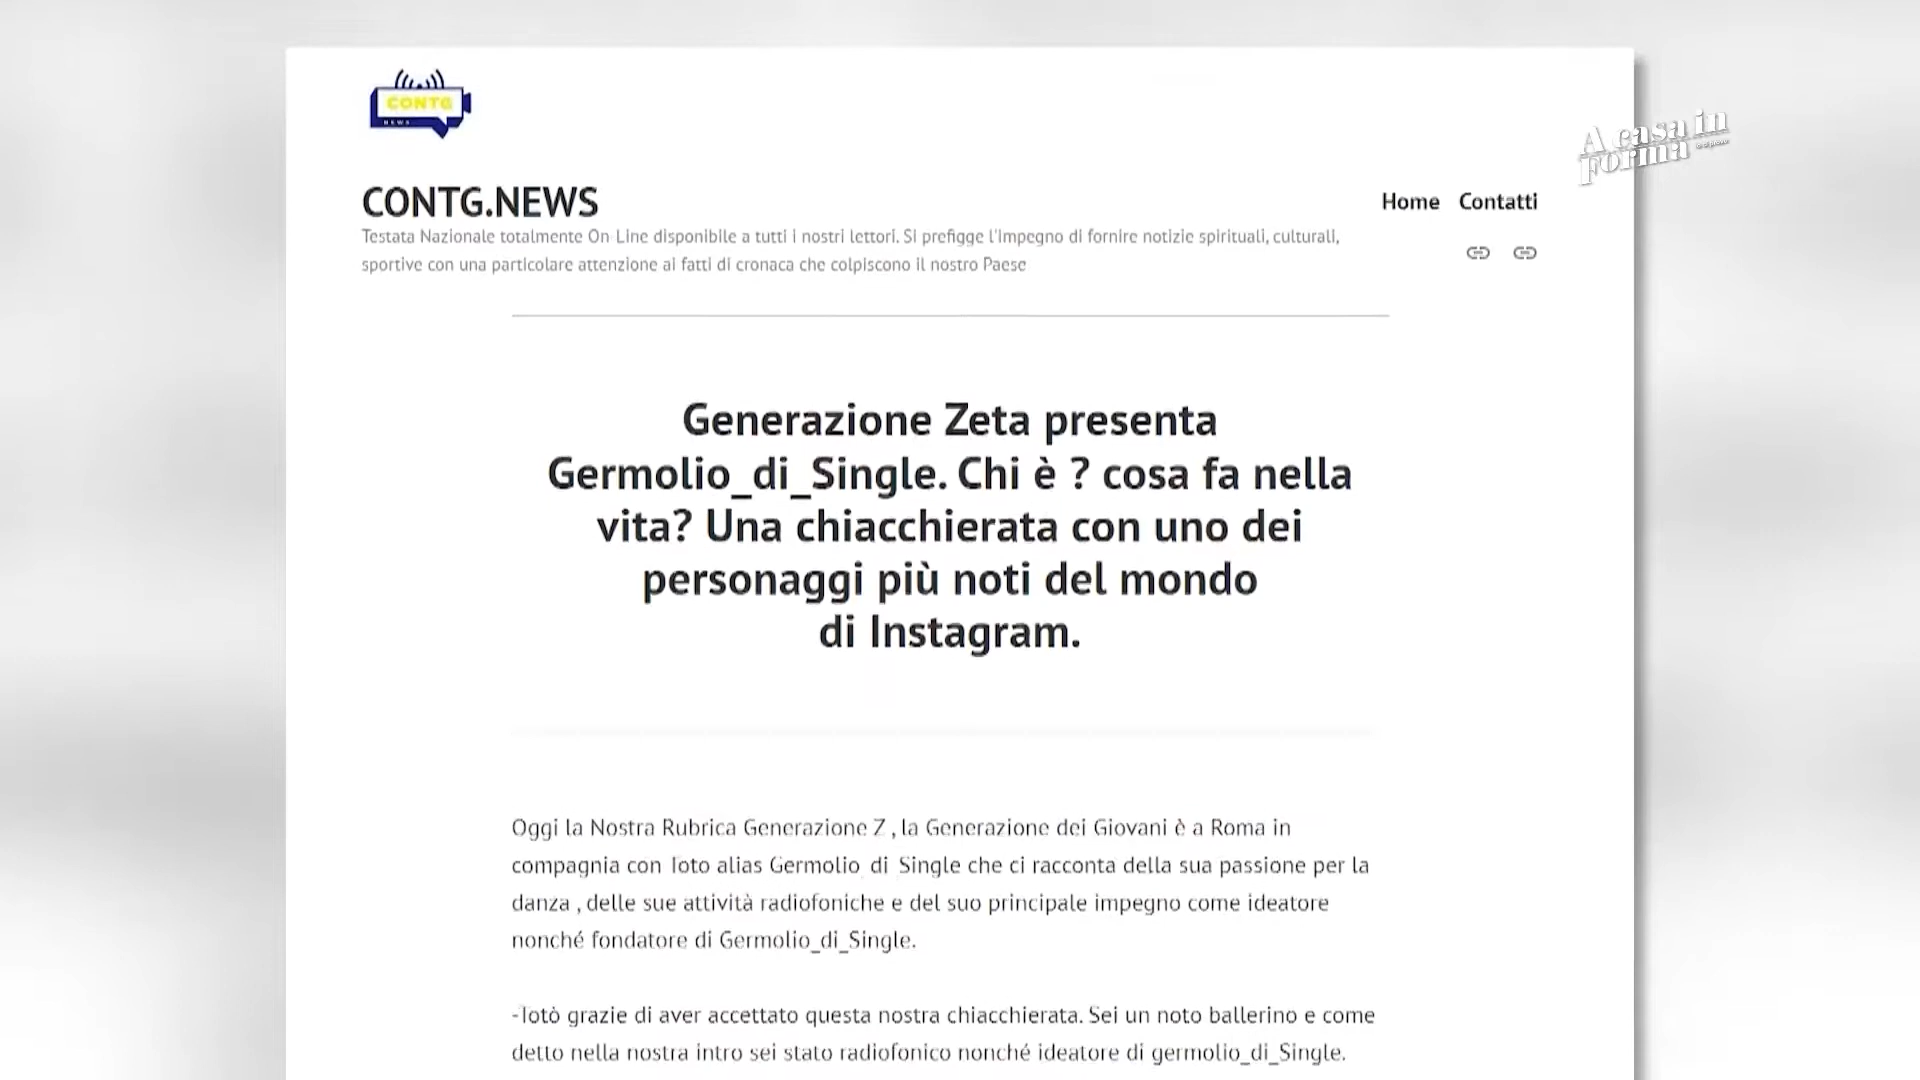 CONTG
NEWS
A casa in
forma
CONTG.NEWS
Home Contatti
Testata Nazionale totalmente On Line disponibile a tutti i nostri lettori. Si prefigge l'impegno di fornire notizie spirituali, culturali,
sportive con una particolare attenzione ai fatti di cronaca che colpiscono il nostro Paese
Generazione Zeta presenta
Germolio_di_Single. Chi è ? cosa fa nella
vita? Una chiacchierata con uno dei
personaggi più noti del mondo
di Instagram.
Oggi la Nostra Rubrica Generazione Z , la Generazione dei Giovani è a Roma in
compagnia con Toto alias Germolio_di_Single che ci racconta della sua passione per la
danza , delle sue attività radiofoniche e del suo principale impegno come ideatore
nonché fondatore di Germolio_di_Single.
-Totò grazie di aver accettato questa nostra chiacchierata. Sei un noto ballerino e come
detto nella nostra intro sei stato radiofonico nonché ideatore di germolio_di_Single.